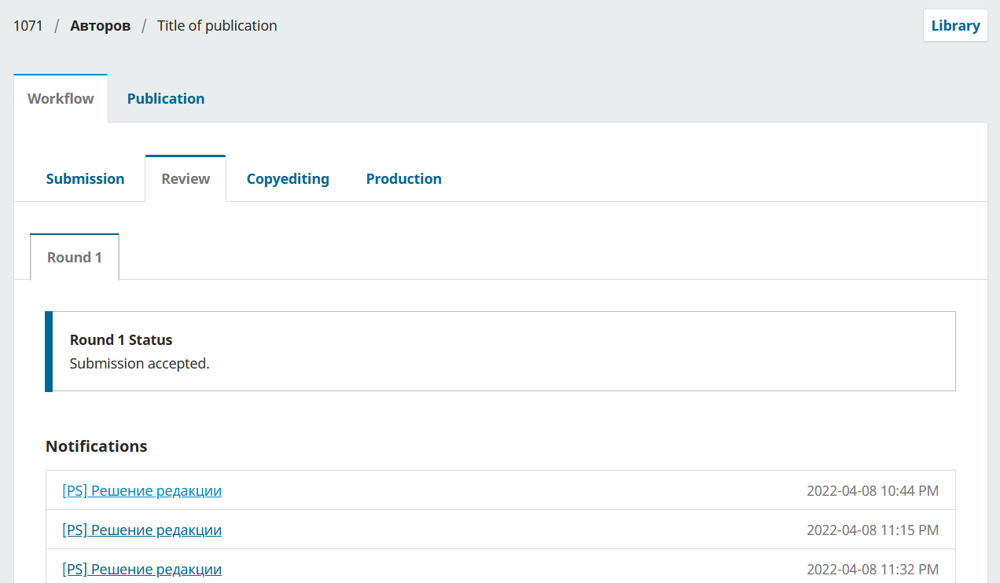 1071 / Авторов / Title of publication
Library
Workflow Publication
Submission Review Copyediting Production
Round 1
Round 1 Status
Submission accepted.
Notifications
[PS] Решение редакции 2022-04-08 10:44 PM
[PS] Решение редакции 2022-04-08 11:15 PM
[PS] Решение редакции 2022-04-08 11:32 PM